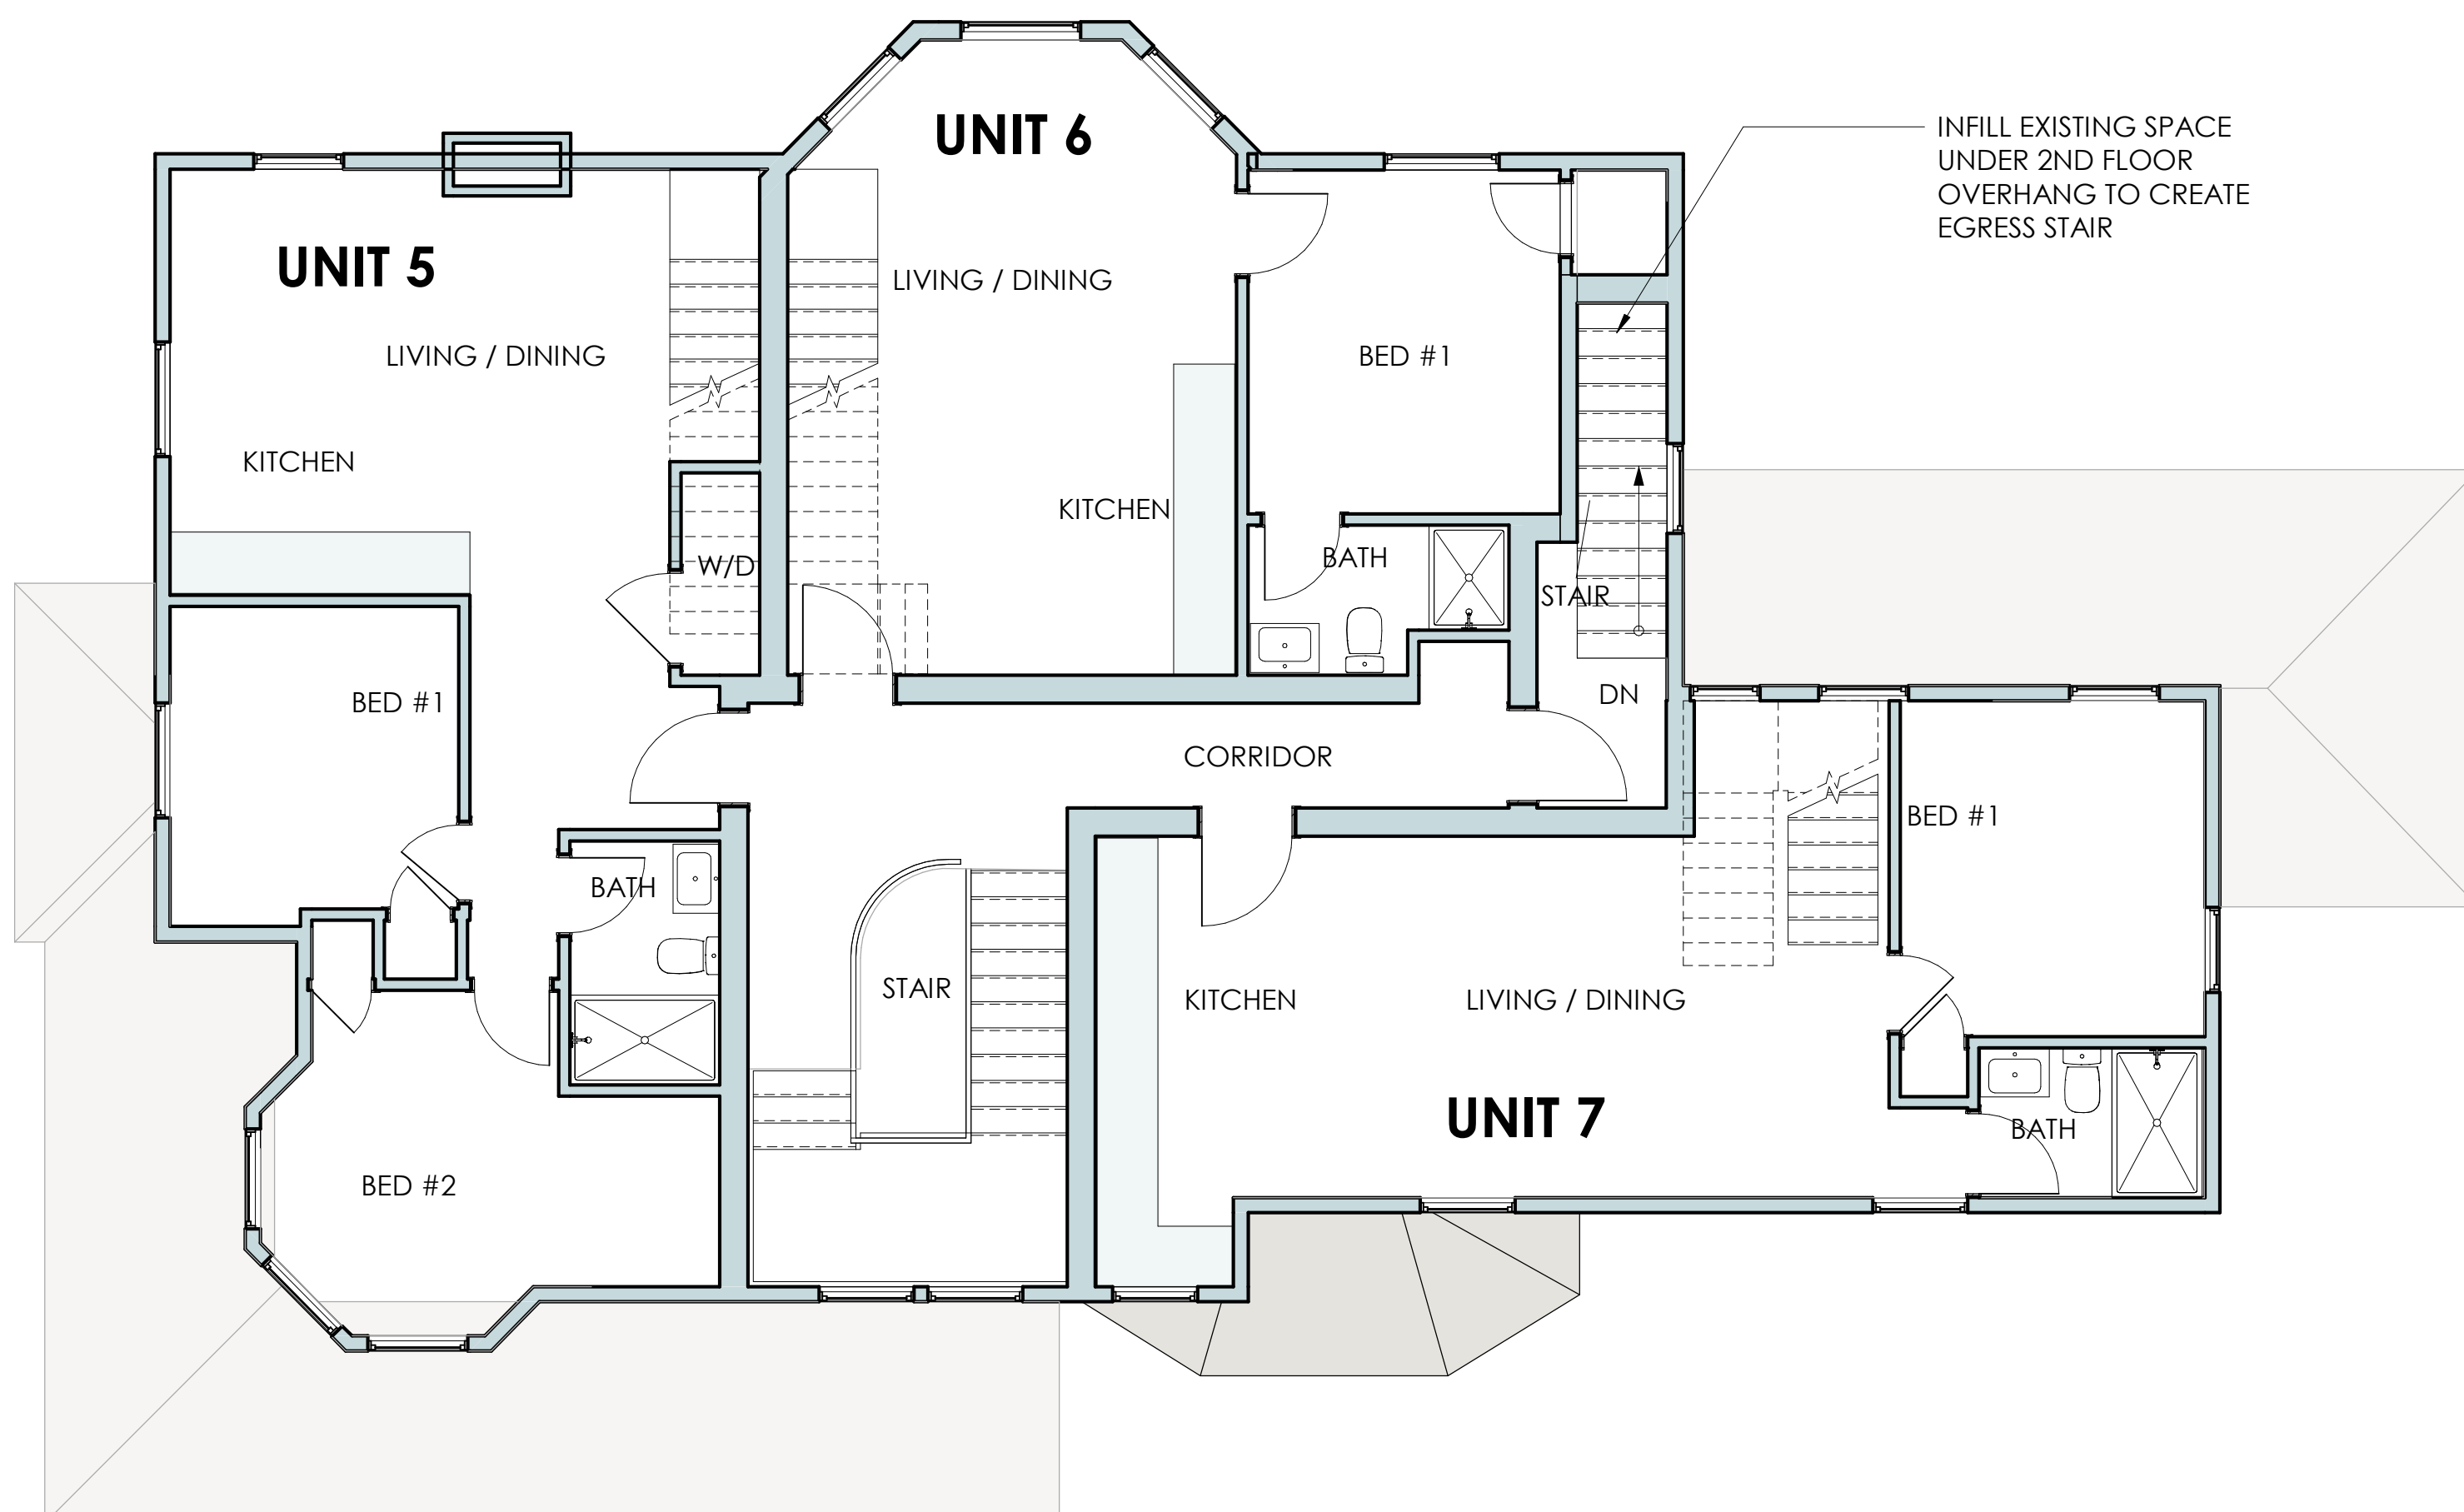 UNIT 6
INFILL EXISTING SPACE
UNDER 2ND FLOOR
OVERHANG TO CREATE
EGRESS STAIR
UNIT 5
LIVING / DINING
LIVING / DINING
BED #1
KITCHEN
KITCHEN
BATH
W/D
STAIR
BED #1
DN
CORRIDOR
BED #1
BATH
STAIR
KITCHEN
LIVING / DINING
UNIT 7
BATH
BED #2